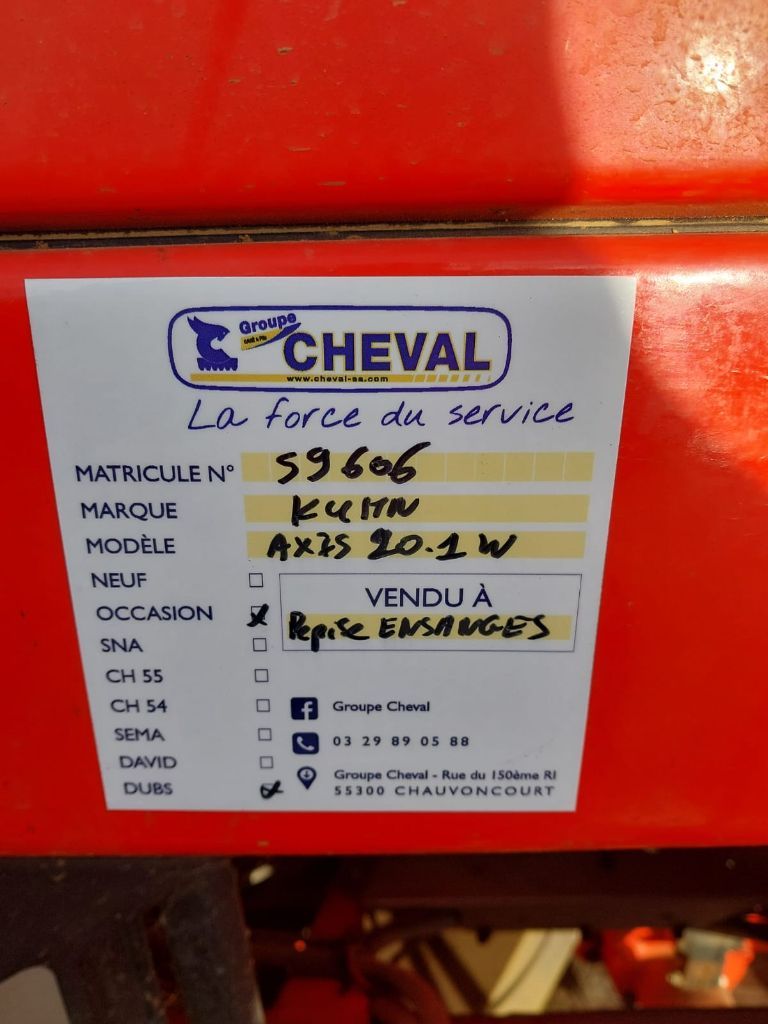 Groupe
CHEVAL
www.cheval-sa.com
La force du service
MATRICULE N° 59606
MARQUE KUHN
MODÈLE AXIS 20.1 W
NEUF
OCCASION
SNA
CH 55
CH 54
SEMA
DAVID
DUBS
VENDU À
Repise ENSANGES
Groupe Cheval
03 29 89 05 88
Groupe Cheval - Rue du 150ème RI
55300 CHAUVONCOURT